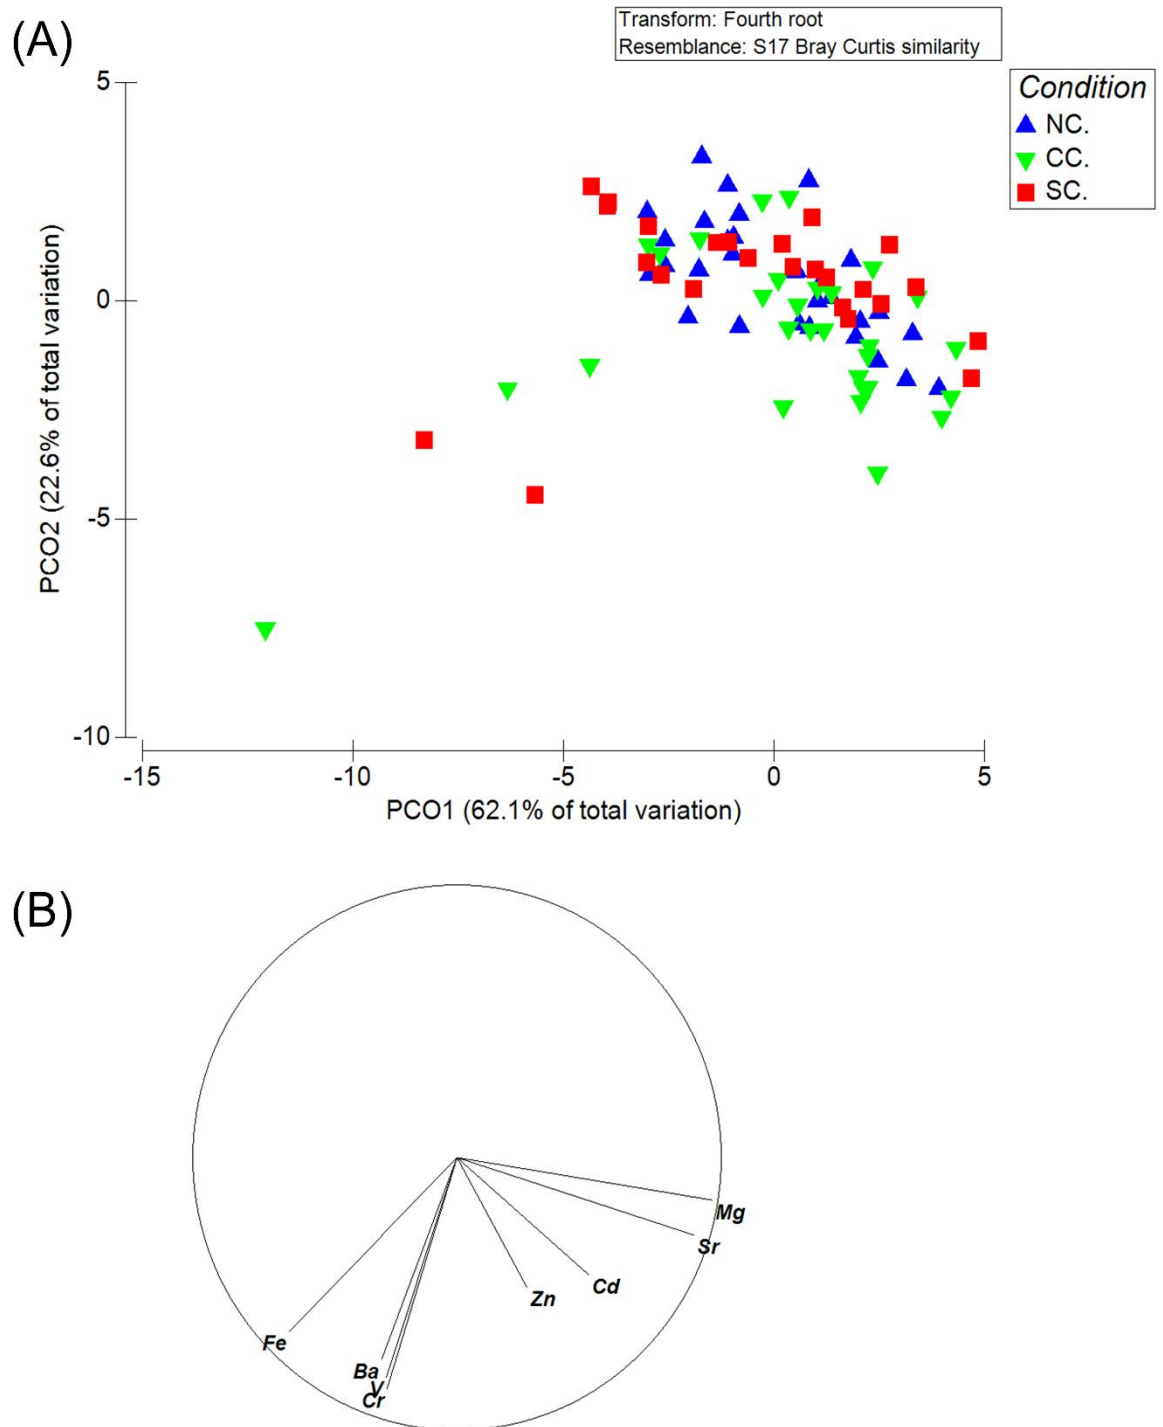 (A)
Transform: Fourth root
Resemblance: S17 Bray Curtis similarity
Condition
NC.
CC.
SC.
5
0
-5
-10
PCO2 (22.6% of total variation)
-15
-10
-5
0
5
PCO1 (62.1% of total variation)
(B)
Mg
Sr
Cd
Zn
Fe
Ba
V
Cr